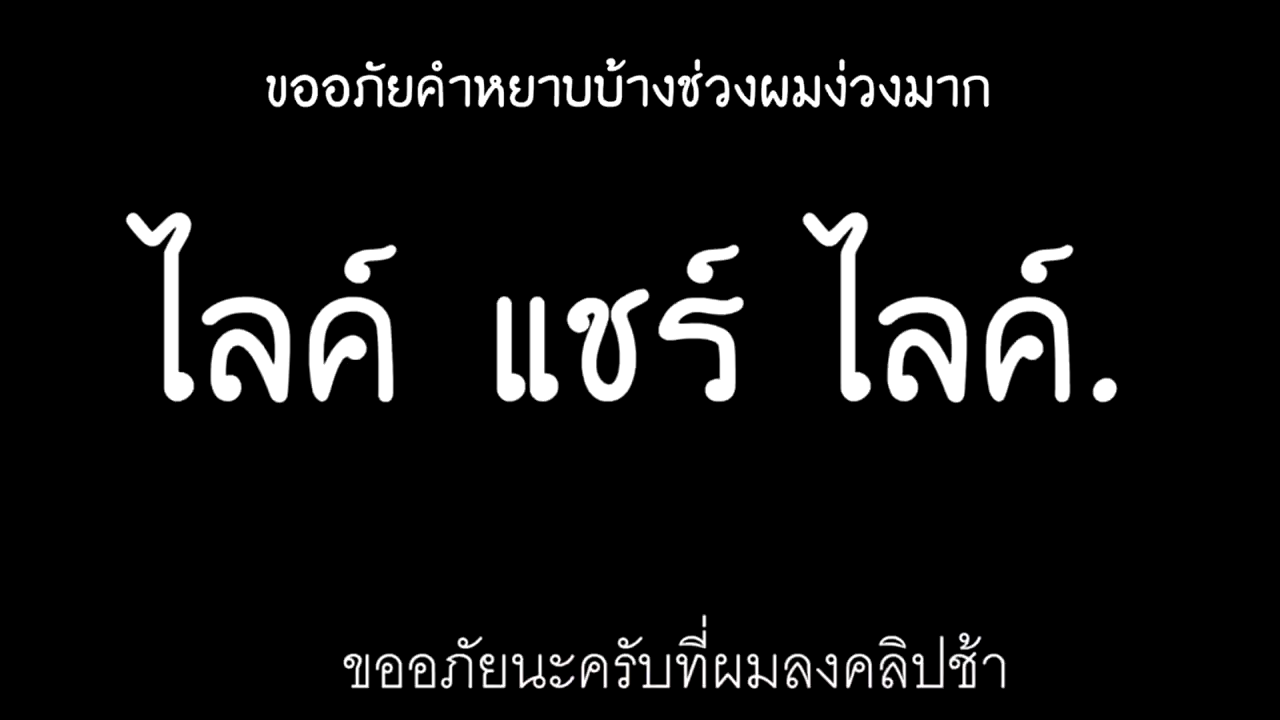 ขออภัยคำหยาบบ้างช่วงผมง่วงมาก
ไลค์ แชร์ ไลค์.
ขออภัยนะครับที่ผมลงคลิปช้า